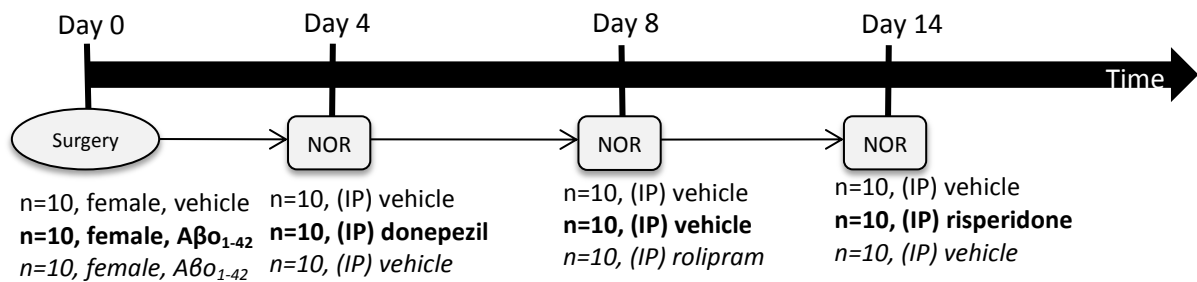 Day 0
Day 4
Day 8
Day 14
Time
Surgery
NOR
NOR
NOR
n=10, female, vehicle
n=10, female, Aβo1-42
n=10, female, Aβo1-42
n=10, (IP) vehicle
n=10, (IP) donepezil
n=10, (IP) vehicle
n=10, (IP) vehicle
n=10, (IP) vehicle
n=10, (IP) rolipram
n=10, (IP) vehicle
n=10, (IP) risperidone
n=10, (IP) vehicle